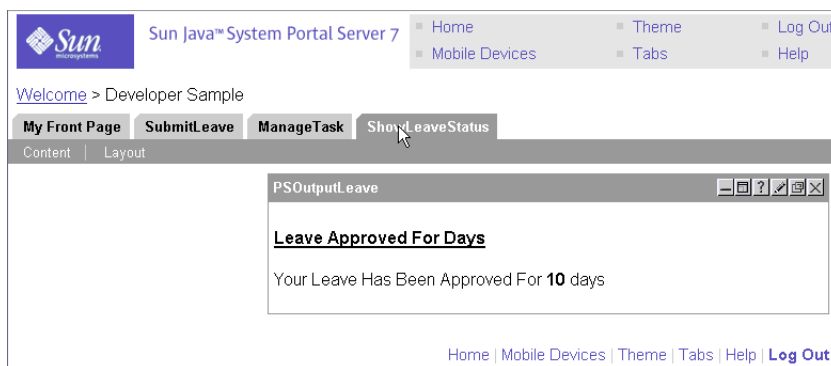 Sun microsystems
Sun Java™ System Portal Server 7
Home Theme Log Out
Mobile Devices Tabs Help
Welcome > Developer Sample
My Front Page SubmitLeave ManageTask ShowLeaveStatus
Content | Layout
PSOutputLeave
Leave Approved For Days
Your Leave Has Been Approved For 10 days
Home | Mobile Devices | Theme | Tabs | Help | Log Out